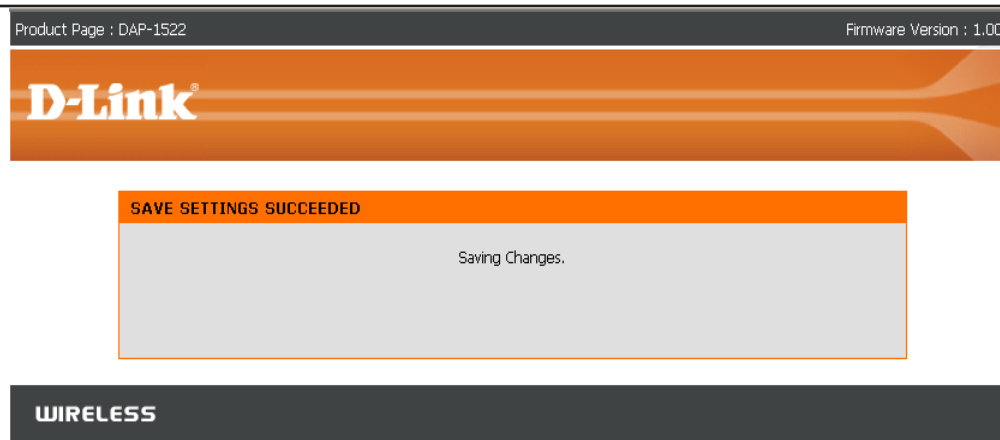 Product Page : DAP-1522 Firmware Version : 1.00
D-Link®
SAVE SETTINGS SUCCEEDED
Saving Changes.
WIRELESS